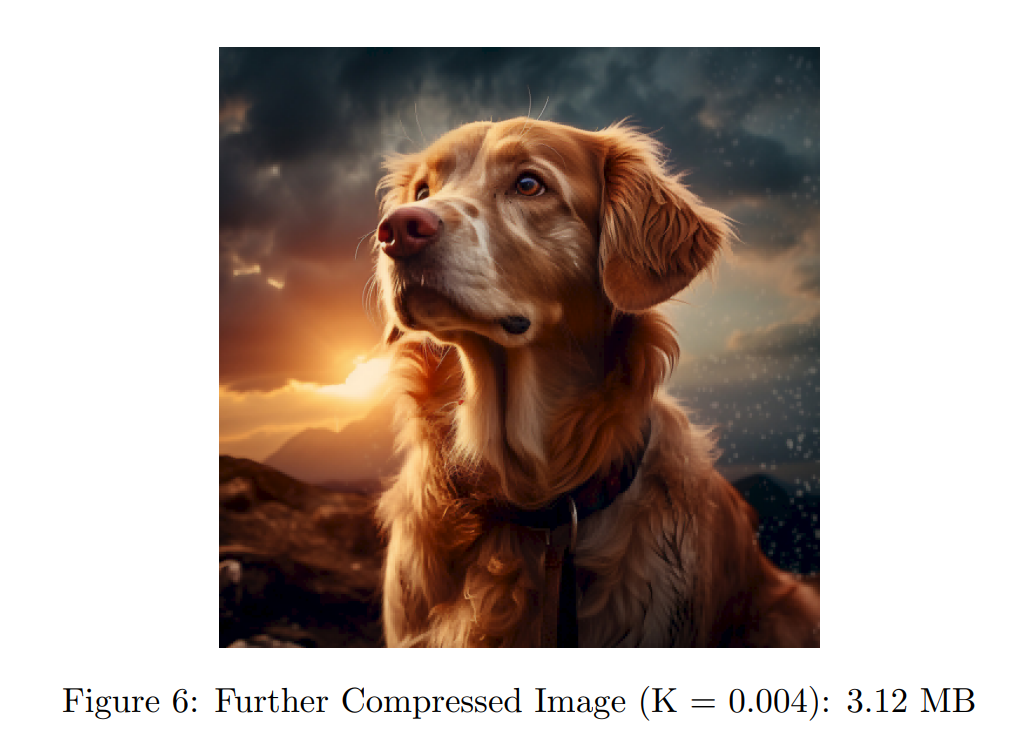 Figure 6: Further Compressed Image (K = 0.004): 3.12 MB